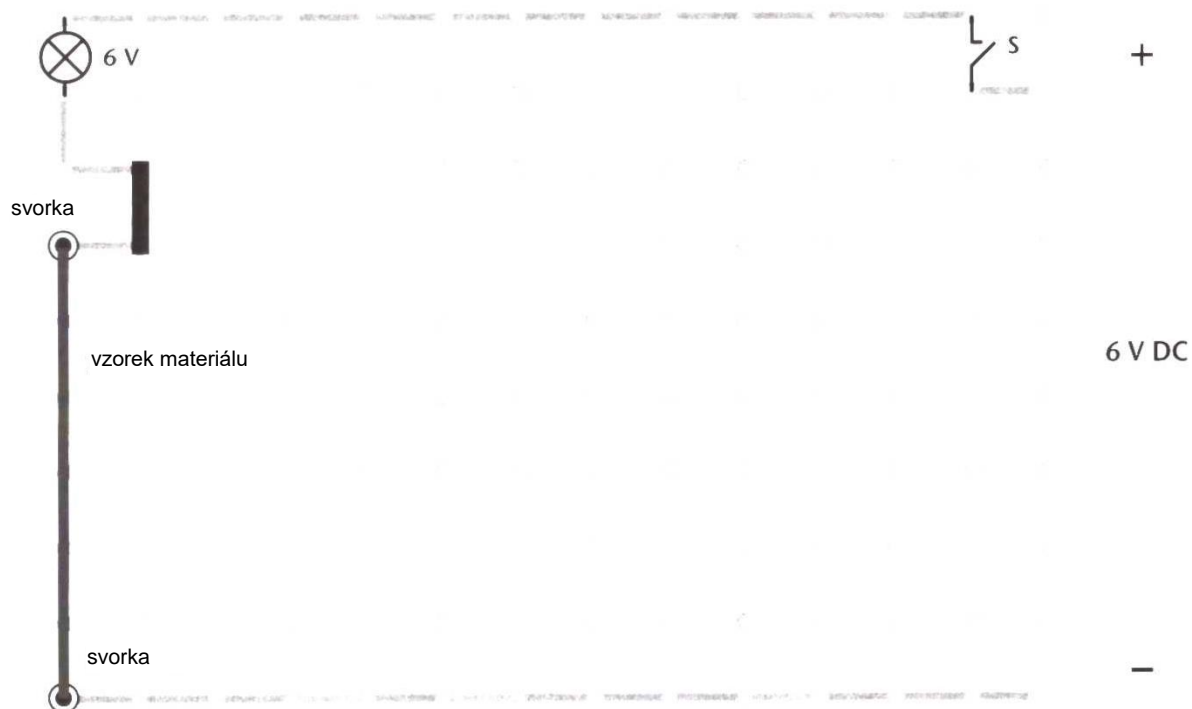 6 V
S
+
svorka
vzorek materiálu
6 V DC
svorka
−